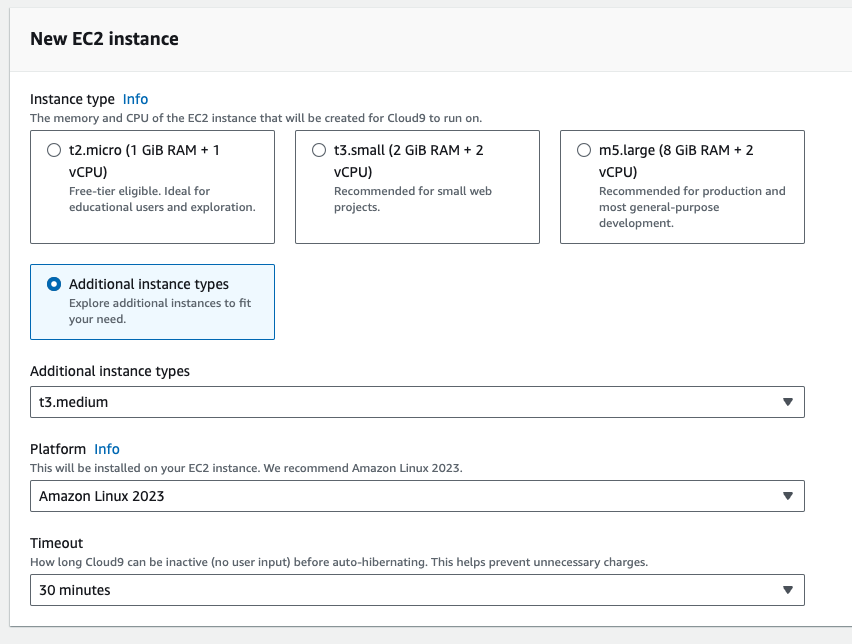 New EC2 instance
Instance type Info
The memory and CPU of the EC2 instance that will be created for Cloud9 to run on.
t2.micro (1 GiB RAM + 1
vCPU)
Free-tier eligible. Ideal for
educational users and exploration.
t3.small (2 GiB RAM + 2
vCPU)
Recommended for small web
projects.
m5.large (8 GiB RAM + 2
vCPU)
Recommended for production and
most general-purpose
development.
Additional instance types
Explore additional instances to fit
your need.
Additional instance types
t3.medium
Platform Info
This will be installed on your EC2 instance. We recommend Amazon Linux 2023.
Amazon Linux 2023
Timeout
How long Cloud9 can be inactive (no user input) before auto-hibernating. This helps prevent unnecessary charges.
30 minutes